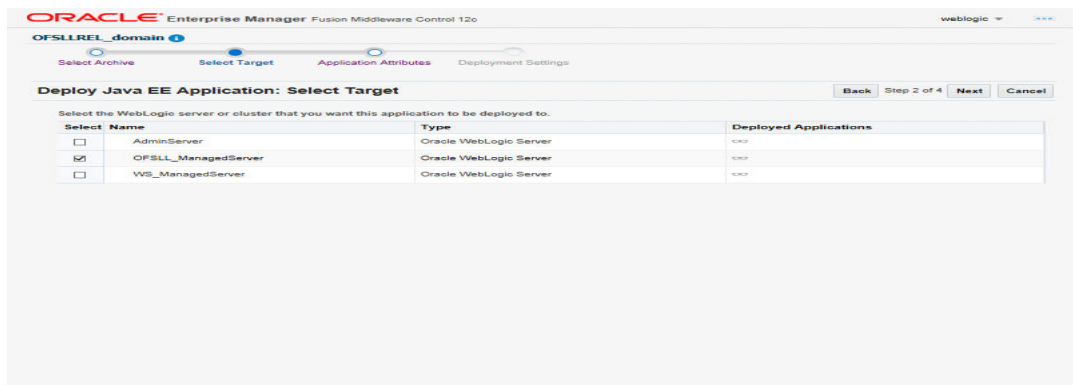 ORACLE Enterprise Manager Fusion Middleware Control 12c weblogic
OFSLLREL_domain
Select Archive Select Target Application Attributes Deployment Settings
Deploy Java EE Application: Select Target Back Step 2 of 4 Next Cancel
Select the WebLogic server or cluster that you want this application to be deployed to.
Select Name Type Deployed Applications
AdminServer Oracle WebLogic Server
OFSLL_ManagedServer Oracle WebLogic Server
WS_ManagedServer Oracle WebLogic Server